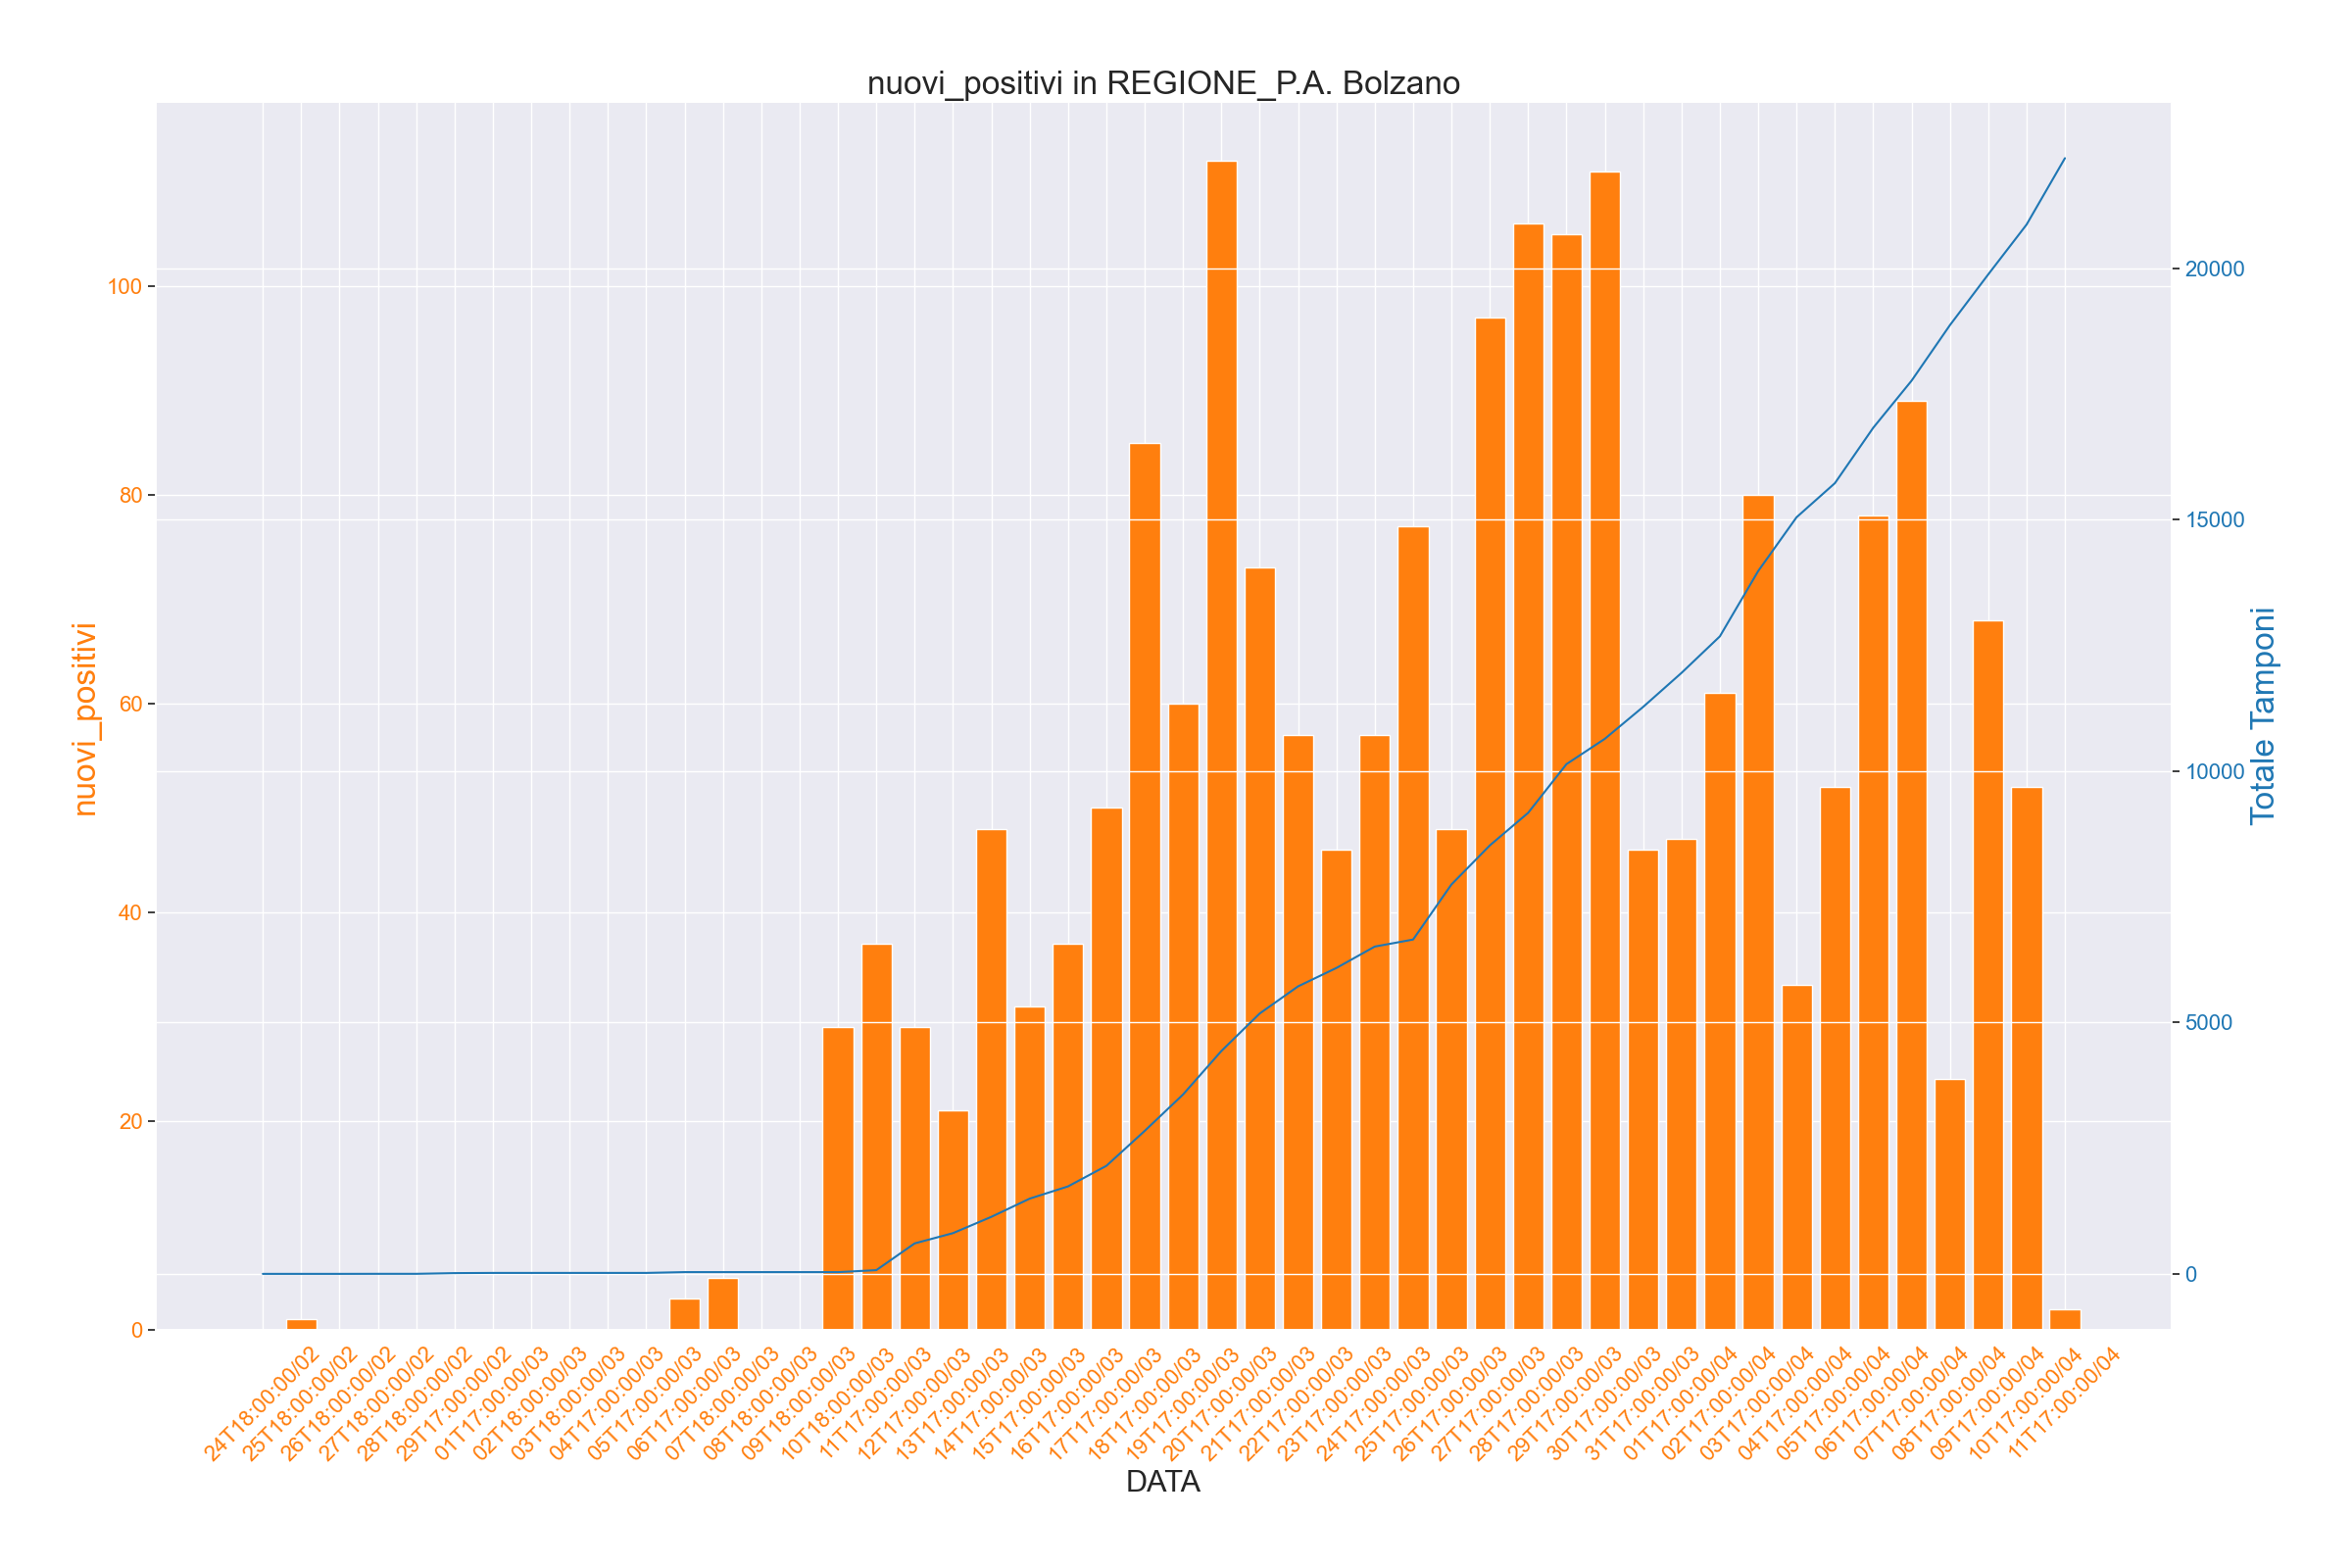 nuovi_positivi in REGIONE_P.A. Bolzano
nuovi_positivi
100
80
60
40
20
0
Totale Tamponi
20000
15000
10000
5000
0
24T18:00:00/02
25T18:00:00/02
26T18:00:00/02
27T18:00:00/02
28T18:00:00/02
29T17:00:00/02
01T17:00:00/03
02T18:00:00/03
03T18:00:00/03
04T17:00:00/03
05T17:00:00/03
06T17:00:00/03
07T18:00:00/03
08T18:00:00/03
09T18:00:00/03
10T18:00:00/03
11T17:00:00/03
12T17:00:00/03
13T17:00:00/03
14T17:00:00/03
15T17:00:00/03
16T17:00:00/03
17T17:00:00/03
18T17:00:00/03
19T17:00:00/03
20T17:00:00/03
21T17:00:00/03
22T17:00:00/03
23T17:00:00/03
24T17:00:00/03
25T17:00:00/03
26T17:00:00/03
27T17:00:00/03
28T17:00:00/03
29T17:00:00/03
30T17:00:00/03
31T17:00:00/03
01T17:00:00/04
02T17:00:00/04
03T17:00:00/04
04T17:00:00/04
05T17:00:00/04
06T17:00:00/04
07T17:00:00/04
08T17:00:00/04
09T17:00:00/04
10T17:00:00/04
11T17:00:00/04
DATA